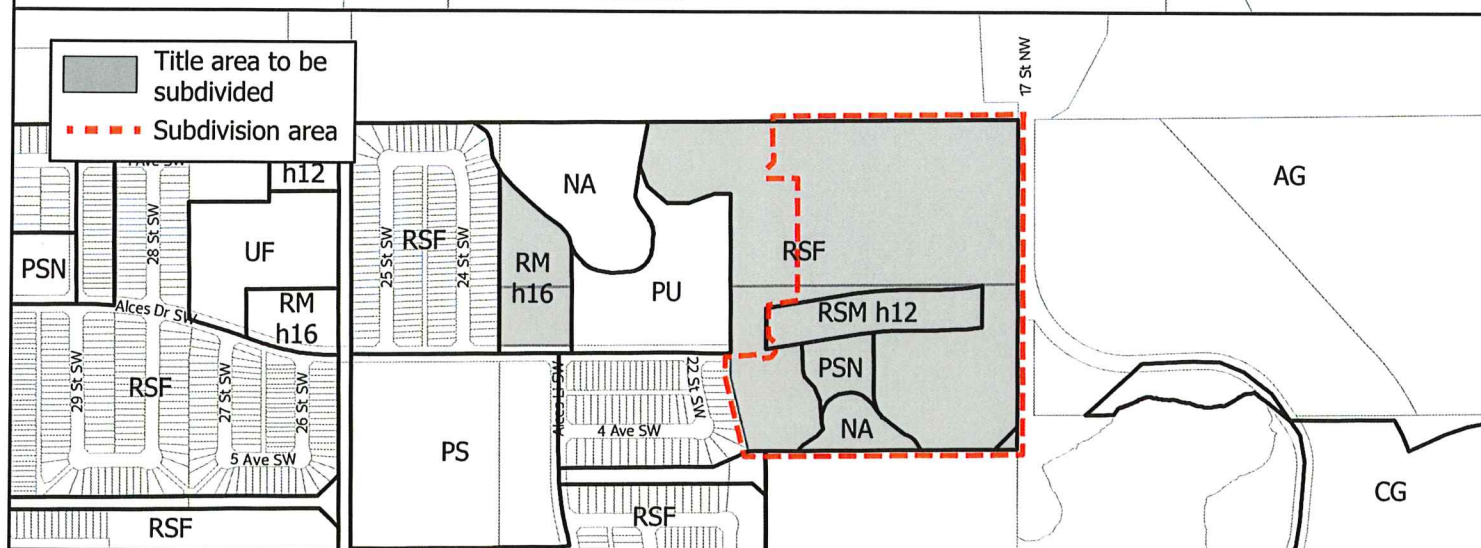 Title area to be
subdivided
Subdivision area
17 St NW
h12
NA
AG
28 St SW
UF
25 St SW
RSF
24 St SW
PSN
RM
h16
PU
RSF
RM
h16
Alces Dr SW
RSM h12
29 St SW
RSF
27 St SW
26 St SW
22 St SW
PSN
4 Ave SW
NA
5 Ave SW
PS
CG
RSF
RSF